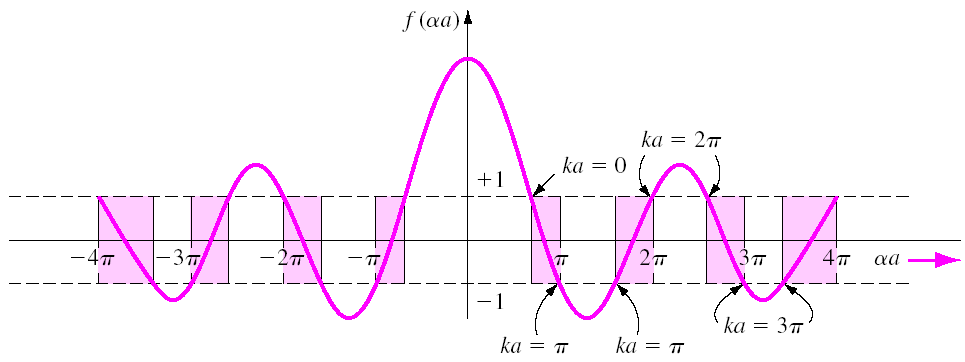 f (αa)
ka = 2π
ka = 0
+1
−4π −3π −2π −π π 2π 3π 4π αa
−1
ka = 3π
ka = π ka = π